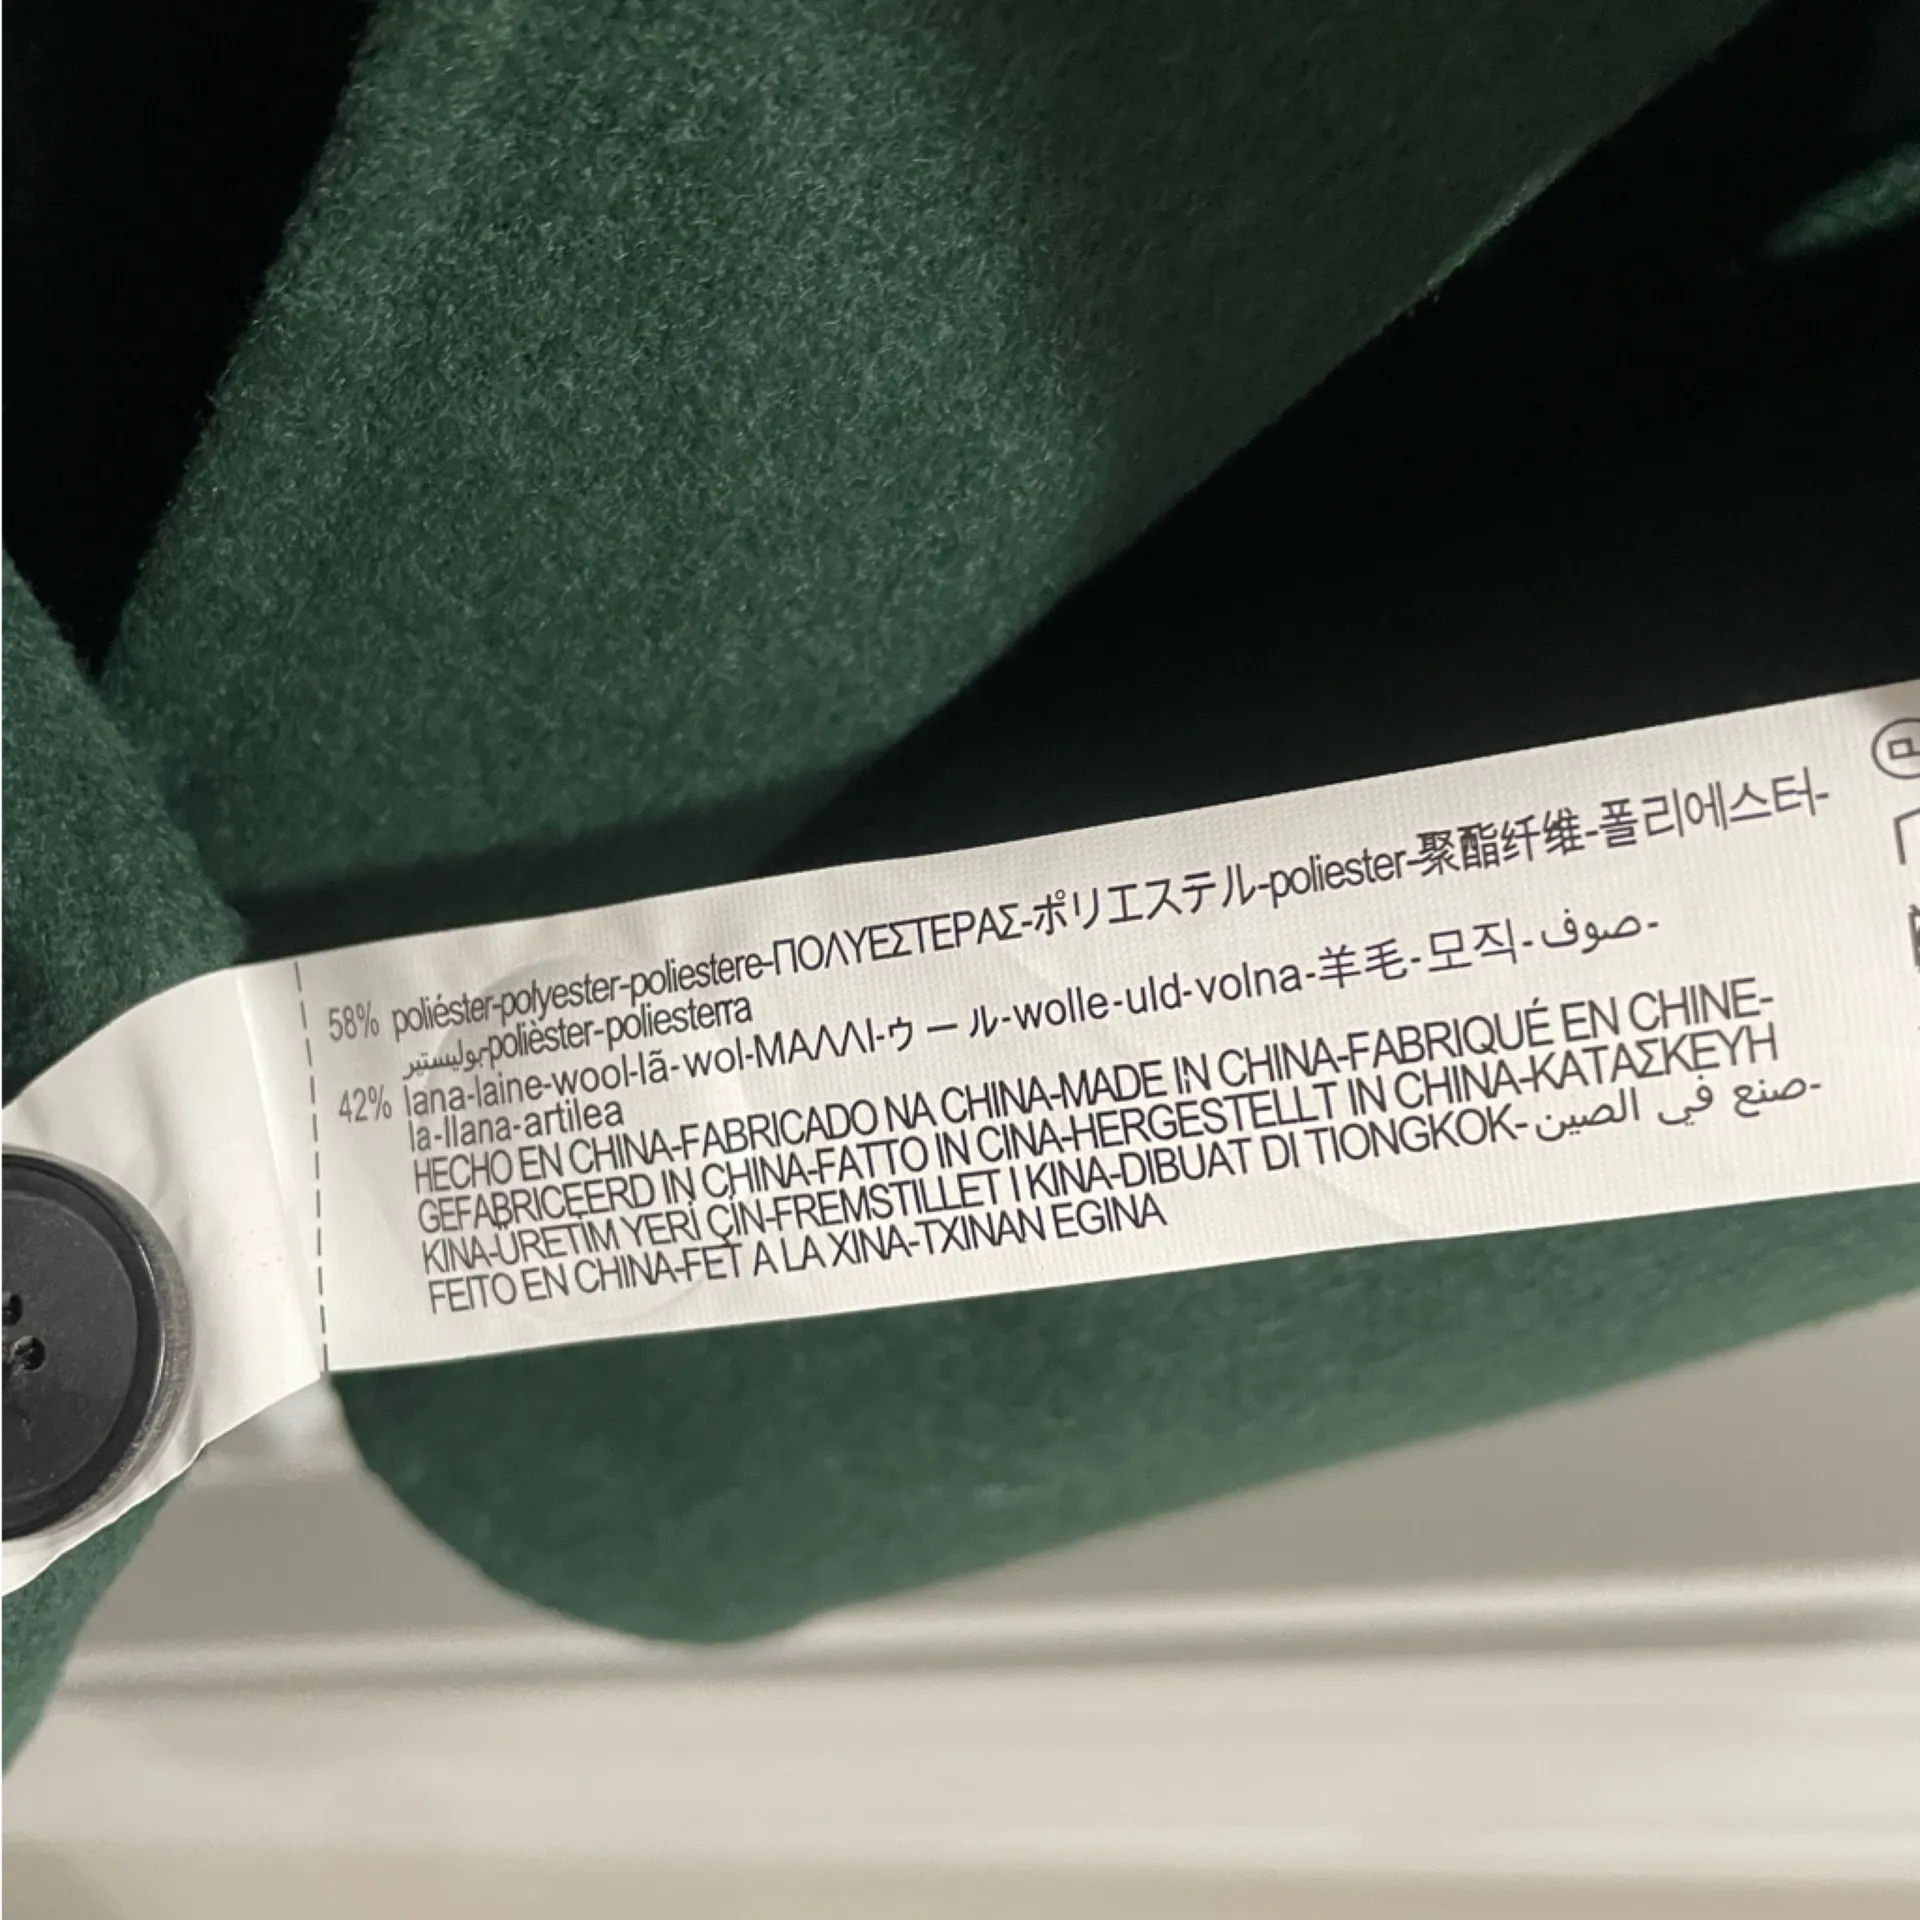 58% poliéster-polyester-poliestere-ΠΟΛΥΕΣΤΕΡΑΣ-ポリエステル-poliester-聚酯纤维-폴리에스터-
بوليستير-polièster-poliesterra
42% lana-laine-wool-lã-wol-ΜΑΛΛΙ-ウール-wolle-uld-volna-羊毛-모직-صوف-
la-llana-artilea
HECHO EN CHINA-FABRICADO NA CHINA-MADE IN CHINA-FABRIQUÉ EN CHINE-
GEFABRICEERD IN CHINA-FATTO IN CINA-HERGESTELLT IN CHINA-ΚΑΤΑΣΚΕΥΗ
KINA-ÜRETİM YERİ ÇİN-FREMSTILLET I KINA-DIBUAT DI TIONGKOK-صنع في الصين-
FEITO EN CHINA-FET A LA XINA-TXINAN EGINA